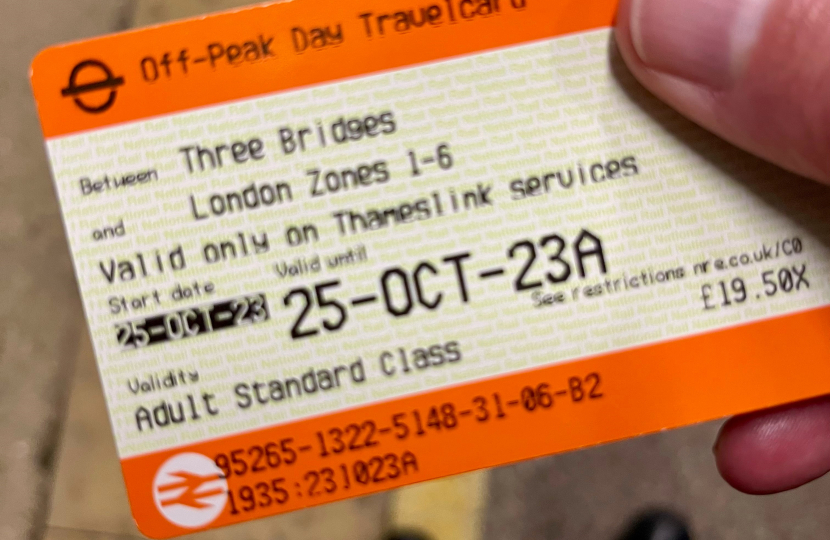 Off-Peak Day Travelcard
Between Three Bridges
and London Zones 1-6
Valid only on Thameslink services
Start date Valid until
25-OCT-23 25-OCT-23A
See restrictions nre.co.uk/C0
£19.50X
Validity
Adult Standard Class
95265-1322-5148-31-06-B2
1935:231023A